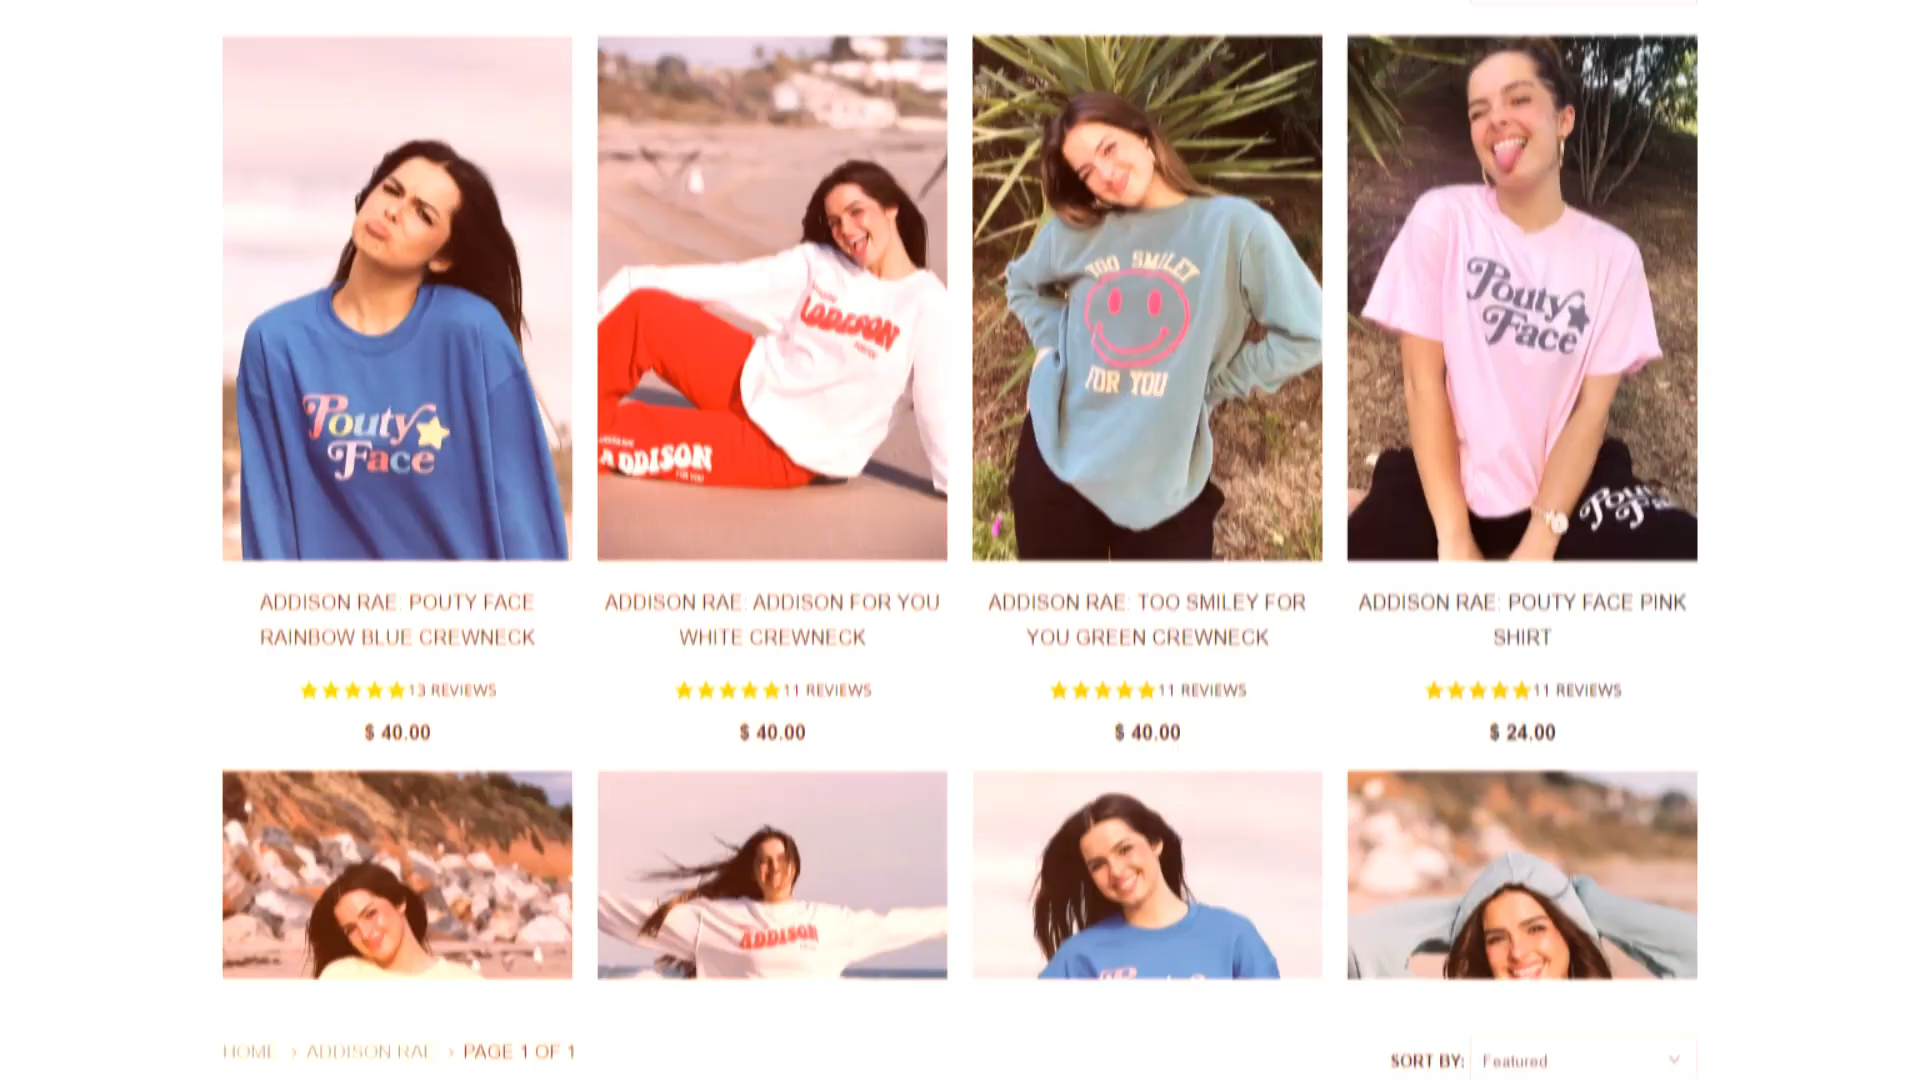 Pouty
Face
ADDISON
ADDISON
FOR YOU
TOO SMILEY
FOR YOU
Pouty
Face
ADDISON RAE: POUTY FACE
RAINBOW BLUE CREWNECK
ADDISON RAE: ADDISON FOR YOU
WHITE CREWNECK
ADDISON RAE: TOO SMILEY FOR
YOU GREEN CREWNECK
ADDISON RAE: POUTY FACE PINK
SHIRT
13 REVIEWS
11 REVIEWS
11 REVIEWS
11 REVIEWS
$ 40.00
$ 40.00
$ 40.00
$ 24.00
ADDISON
HOME > ADDISON RAE > PAGE 1 OF 1
SORT BY: Featured